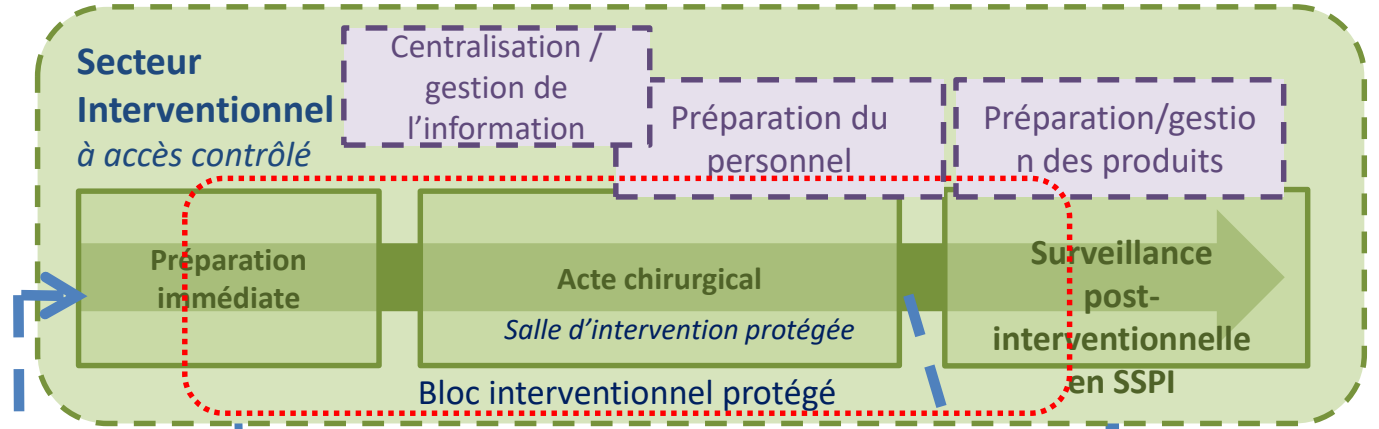 Secteur
Interventionnel
à accès contrôlé
Centralisation /
gestion de
l'information
Préparation du
personnel
Préparation/gestio
n des produits
Préparation
immédiate
Acte chirurgical
Salle d'intervention protégée
Surveillance
post-
interventionnelle
en SSPI
Bloc interventionnel protégé